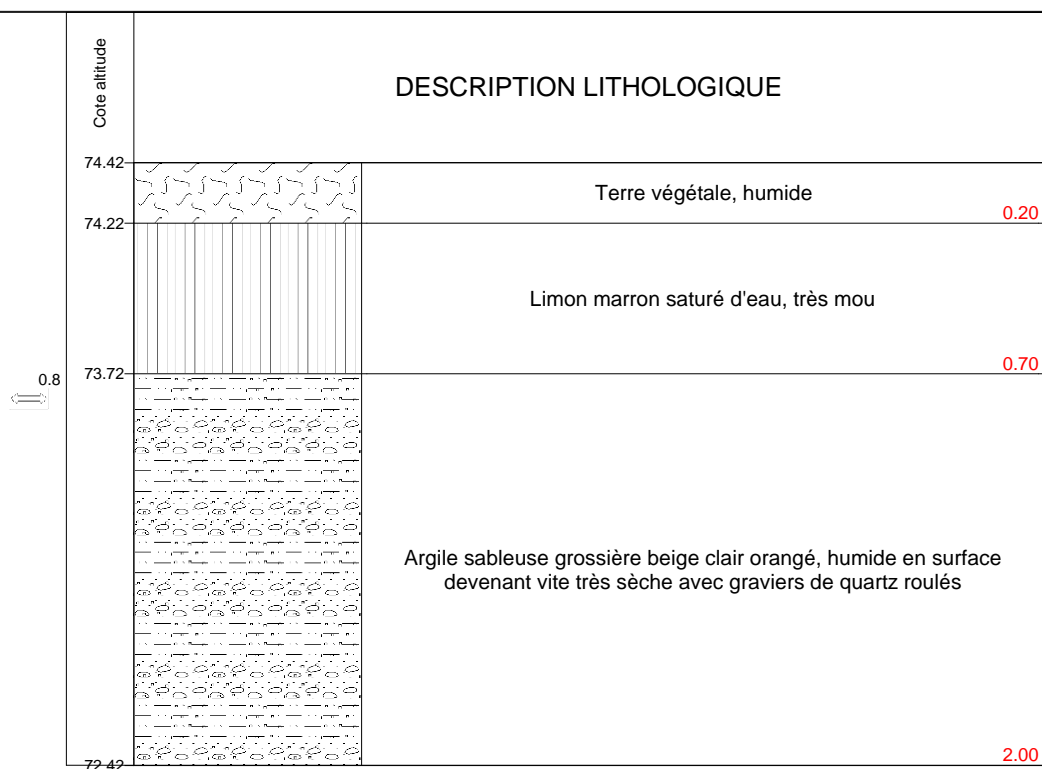 Cote altitude
DESCRIPTION LITHOLOGIQUE
74.42
Terre végétale, humide
0.20
74.22
Limon marron saturé d'eau, très mou
0.70
73.72
0.8
Argile sableuse grossière beige clair orangé, humide en surface
devenant vite très sèche avec graviers de quartz roulés
2.00
72.42